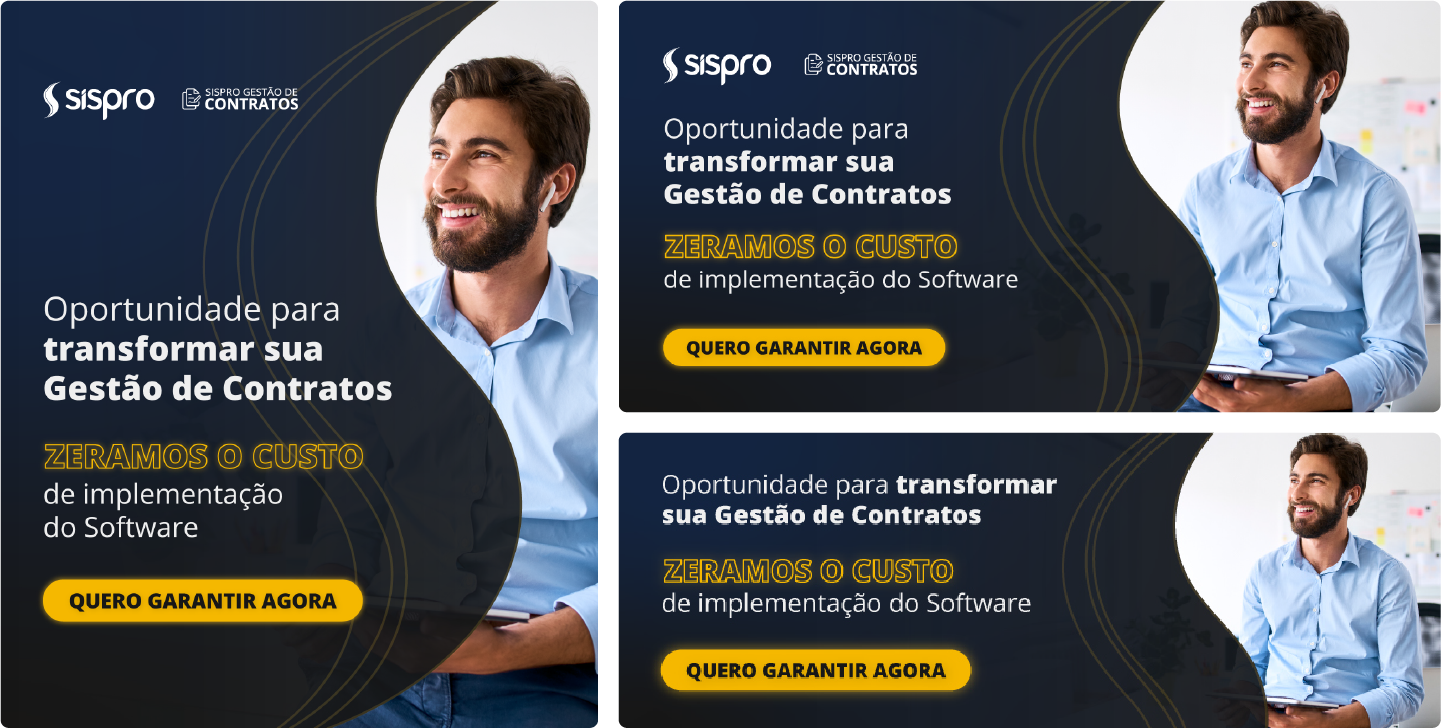 sispro
SISPRO GESTÃO DE
CONTRATOS
Oportunidade para
transformar sua
Gestão de Contratos
ZERAMOS O CUSTO
de implementação
do Software
QUERO GARANTIR AGORA
sispro
SISPRO GESTÃO DE
CONTRATOS
Oportunidade para
transformar sua
Gestão de Contratos
ZERAMOS O CUSTO
de implementação do Software
QUERO GARANTIR AGORA
Oportunidade para transformar
sua Gestão de Contratos
ZERAMOS O CUSTO
de implementação do Software
QUERO GARANTIR AGORA